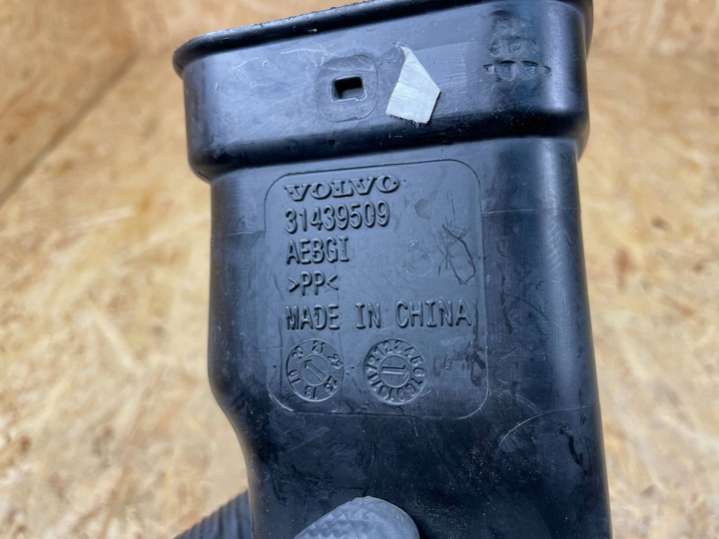 VOLVO
31439509
AEBGI
>PP<
MADE IN CHINA